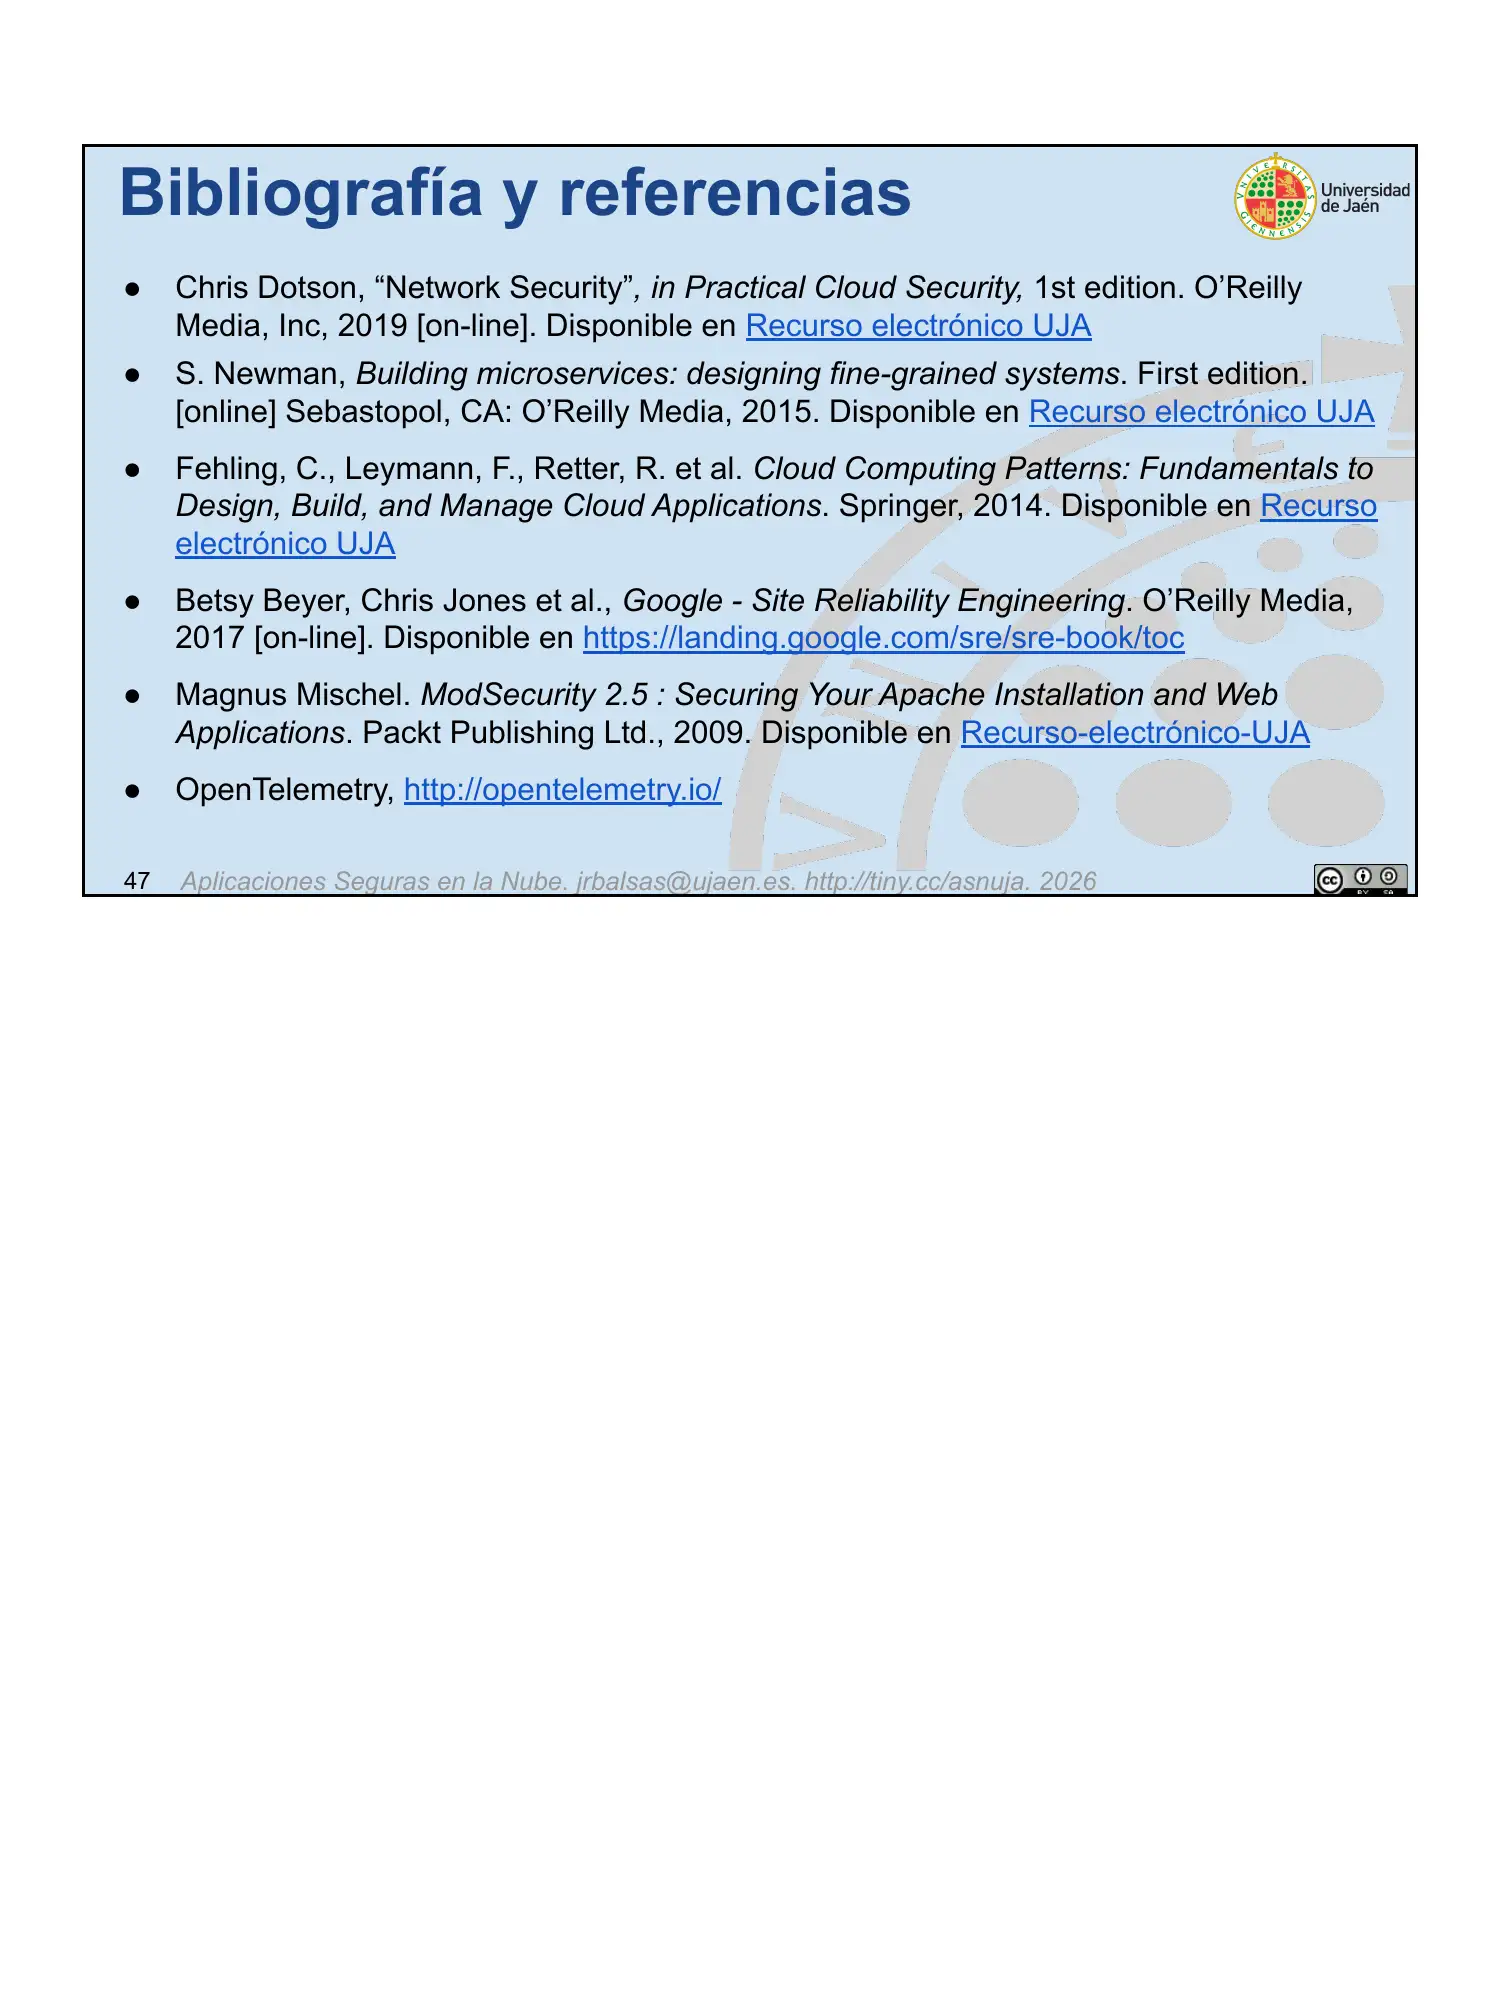 Bibliografía y referencias
Universidad
de Jaén
UNIVERSITAS
GIENNENSIS
● Chris Dotson, “Network Security”, in Practical Cloud Security, 1st edition. O’Reilly
Media, Inc, 2019 [on-line]. Disponible en Recurso electrónico UJA
● S. Newman, Building microservices: designing fine-grained systems. First edition.
[online] Sebastopol, CA: O’Reilly Media, 2015. Disponible en Recurso electrónico UJA
● Fehling, C., Leymann, F., Retter, R. et al. Cloud Computing Patterns: Fundamentals to
Design, Build, and Manage Cloud Applications. Springer, 2014. Disponible en Recurso
electrónico UJA
● Betsy Beyer, Chris Jones et al., Google - Site Reliability Engineering. O’Reilly Media,
2017 [on-line]. Disponible en https://landing.google.com/sre/sre-book/toc
● Magnus Mischel. ModSecurity 2.5 : Securing Your Apache Installation and Web
Applications. Packt Publishing Ltd., 2009. Disponible en Recurso-electrónico-UJA
● OpenTelemetry, http://opentelemetry.io/
47 Aplicaciones Seguras en la Nube. jrbalsas@ujaen.es. http://tiny.cc/asnuja. 2026
cc BY SA